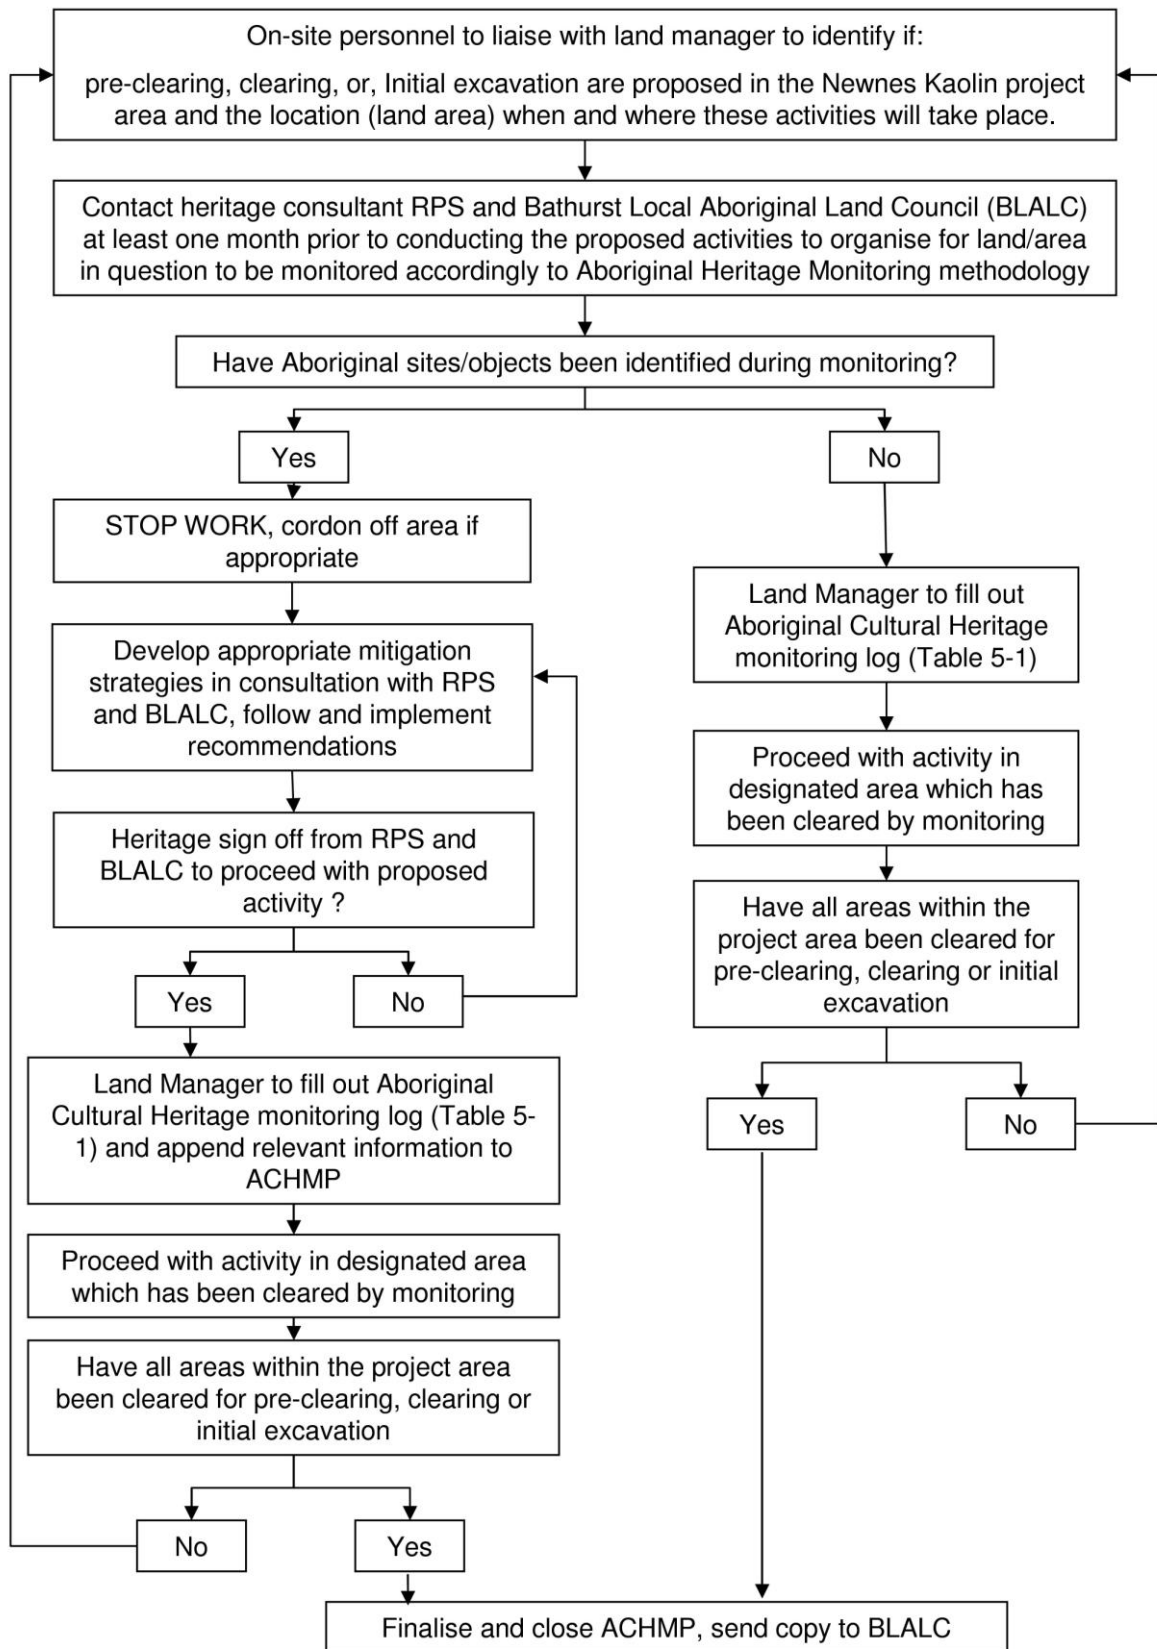 On-site personnel to liaise with land manager to identify if:
pre-clearing, clearing, or, Initial excavation are proposed in the Newnes Kaolin project
area and the location (land area) when and where these activities will take place.
Contact heritage consultant RPS and Bathurst Local Aboriginal Land Council (BLALC)
at least one month prior to conducting the proposed activities to organise for land/area
in question to be monitored accordingly to Aboriginal Heritage Monitoring methodology
Have Aboriginal sites/objects been identified during monitoring?
Yes
STOP WORK, cordon off area if
appropriate
Develop appropriate mitigation
strategies in consultation with RPS
and BLALC, follow and implement
recommendations
Heritage sign off from RPS and
BLALC to proceed with proposed
activity ?
Yes
No
Land Manager to fill out Aboriginal
Cultural Heritage monitoring log (Table 5-
1) and append relevant information to
ACHMP
Proceed with activity in designated area
which has been cleared by monitoring
Have all areas within the project area
been cleared for pre-clearing, clearing or
initial excavation
No
Yes
No
Land Manager to fill out
Aboriginal Cultural Heritage
monitoring log (Table 5-1)
Proceed with activity in
designated area which has
been cleared by monitoring
Have all areas within the
project area been cleared for
pre-clearing, clearing or initial
excavation
Yes
No
Finalise and close ACHMP, send copy to BLALC